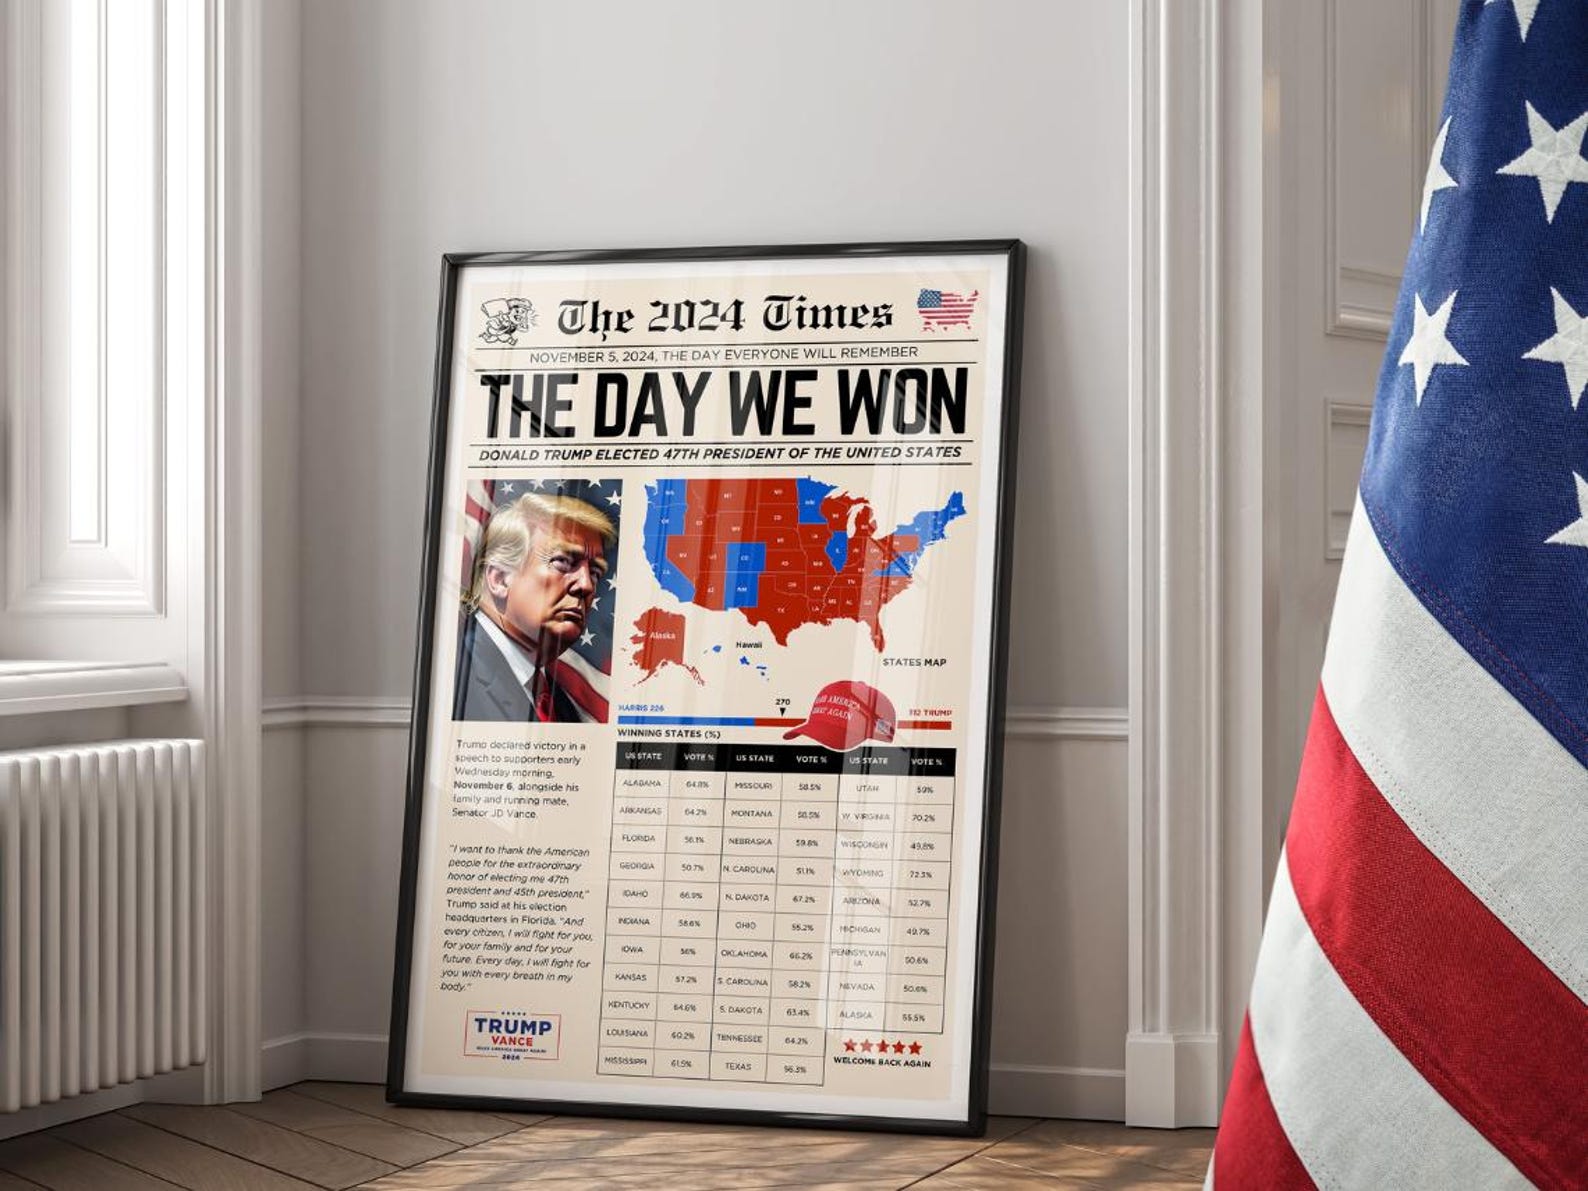 The 2024 Times
NOVEMBER 5, 2024, THE DAY EVERYONE WILL REMEMBER
THE DAY WE WON
DONALD TRUMP ELECTED 47TH PRESIDENT OF THE UNITED STATES
Alaska
Hawaii
STATES MAP
HARRIS 226
270
312 TRUMP
AMERICA
GREAT AGAIN
Trump declared victory in a
speech to supporters early
Wednesday morning,
November 6, alongside his
family and running mate,
Senator JD Vance.
"I want to thank the American
people for the extraordinary
honor of electing me 47th
president and 45th president,"
Trump said at his election
headquarters in Florida. "And
every citizen, I will fight for you,
for your family and for your
future. Every day, I will fight for
you with every breath in my
body."
TRUMP
VANCE
MAKE AMERICA GREAT AGAIN!
2024
WINNING STATES (%)
US STATE VOTE % US STATE VOTE % US STATE VOTE %
ALABAMA 64.8% MISSOURI 58.5% UTAH 59%
ARKANSAS 64.2% MONTANA 58.5% W. VIRGINIA 70.2%
FLORIDA 56.1% NEBRASKA 59.8% WISCONSIN 49.8%
GEORGIA 50.7% N. CAROLINA 51.1% WYOMING 72.3%
IDAHO 66.9% N. DAKOTA 67.2% ARIZONA 52.7%
INDIANA 58.6% OHIO 55.2% MICHIGAN 49.7%
IOWA 56% OKLAHOMA 66.2% PENNSYLVAN
IA 50.6%
KANSAS 57.2% S. CAROLINA 58.2% NEVADA 50.6%
KENTUCKY 64.6% S. DAKOTA 63.4% ALASKA 55.5%
LOUISIANA 60.2% TENNESSEE 64.2%
MISSISSIPPI 61.5% TEXAS 56.3%
WELCOME BACK AGAIN